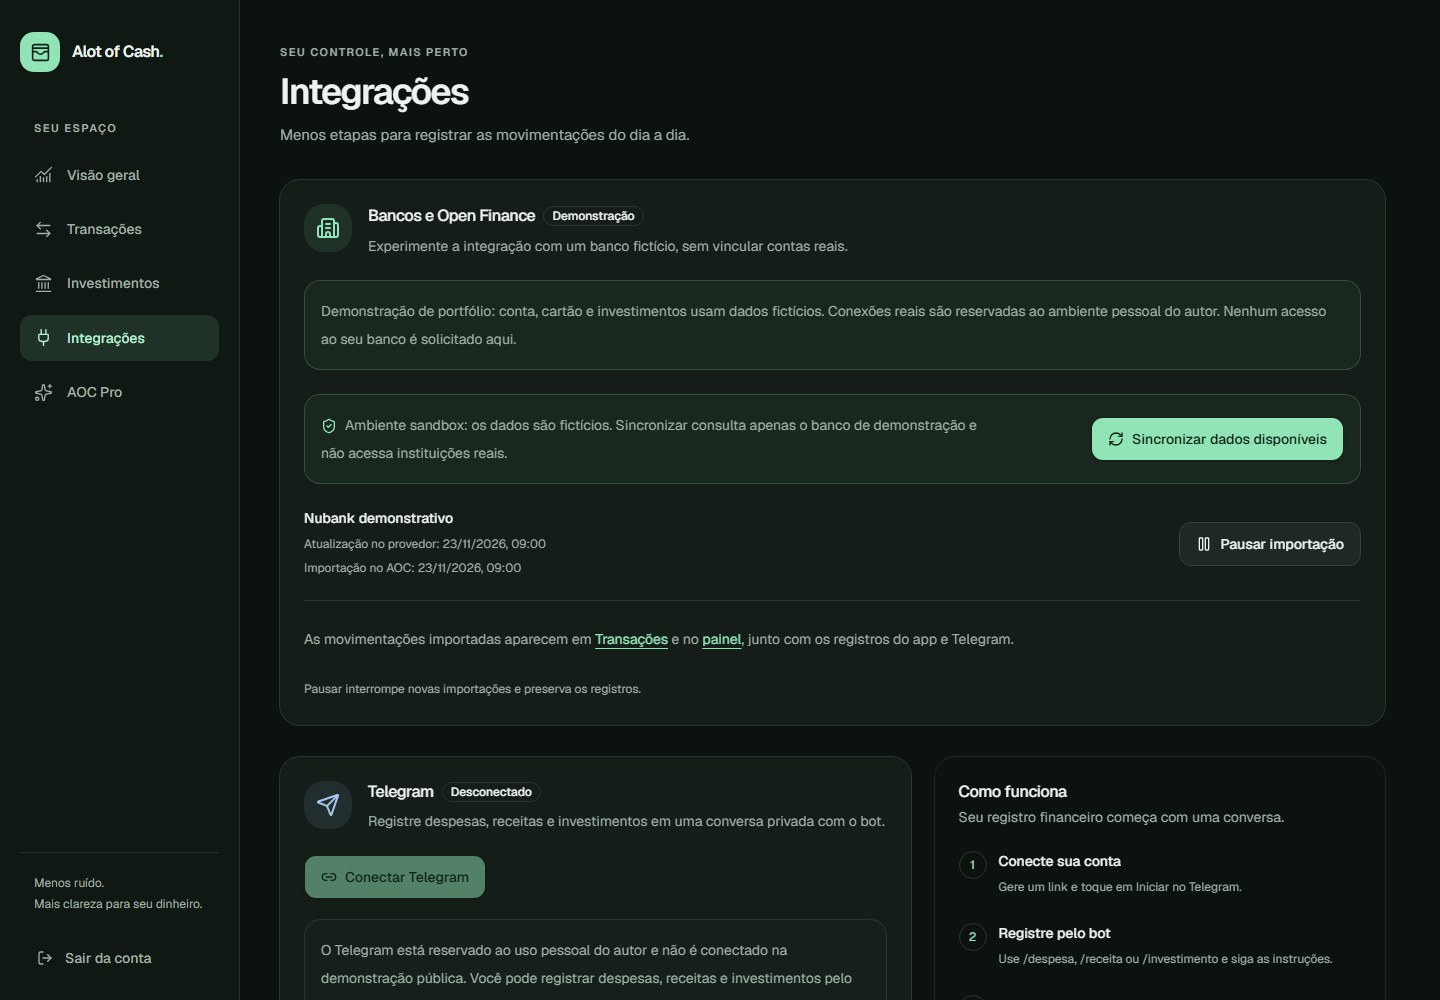 Alot of Cash.
SEU ESPAÇO
Visão geral
Transações
Investimentos
Integrações
AOC Pro
Menos ruído.
Mais clareza para seu dinheiro.
Sair da conta
SEU CONTROLE, MAIS PERTO
Integrações
Menos etapas para registrar as movimentações do dia a dia.
Bancos e Open Finance
Demonstração
Experimente a integração com um banco fictício, sem vincular contas reais.
Demonstração de portfólio: conta, cartão e investimentos usam dados fictícios. Conexões reais são reservadas ao ambiente pessoal do autor. Nenhum acesso
ao seu banco é solicitado aqui.
Ambiente sandbox: os dados são fictícios. Sincronizar consulta apenas o banco de demonstração e
não acessa instituições reais.
Sincronizar dados disponíveis
Nubank demonstrativo
Atualização no provedor: 23/11/2026, 09:00
Importação no AOC: 23/11/2026, 09:00
Pausar importação
As movimentações importadas aparecem em Transações e no painel, junto com os registros do app e Telegram.
Pausar interrompe novas importações e preserva os registros.
Telegram
Desconectado
Registre despesas, receitas e investimentos em uma conversa privada com o bot.
Conectar Telegram
O Telegram está reservado ao uso pessoal do autor e não é conectado na
demonstração pública. Você pode registrar despesas, receitas e investimentos pelo
Como funciona
Seu registro financeiro começa com uma conversa.
1
Conecte sua conta
Gere um link e toque em Iniciar no Telegram.
2
Registre pelo bot
Use /despesa, /receita ou /investimento e siga as instruções.